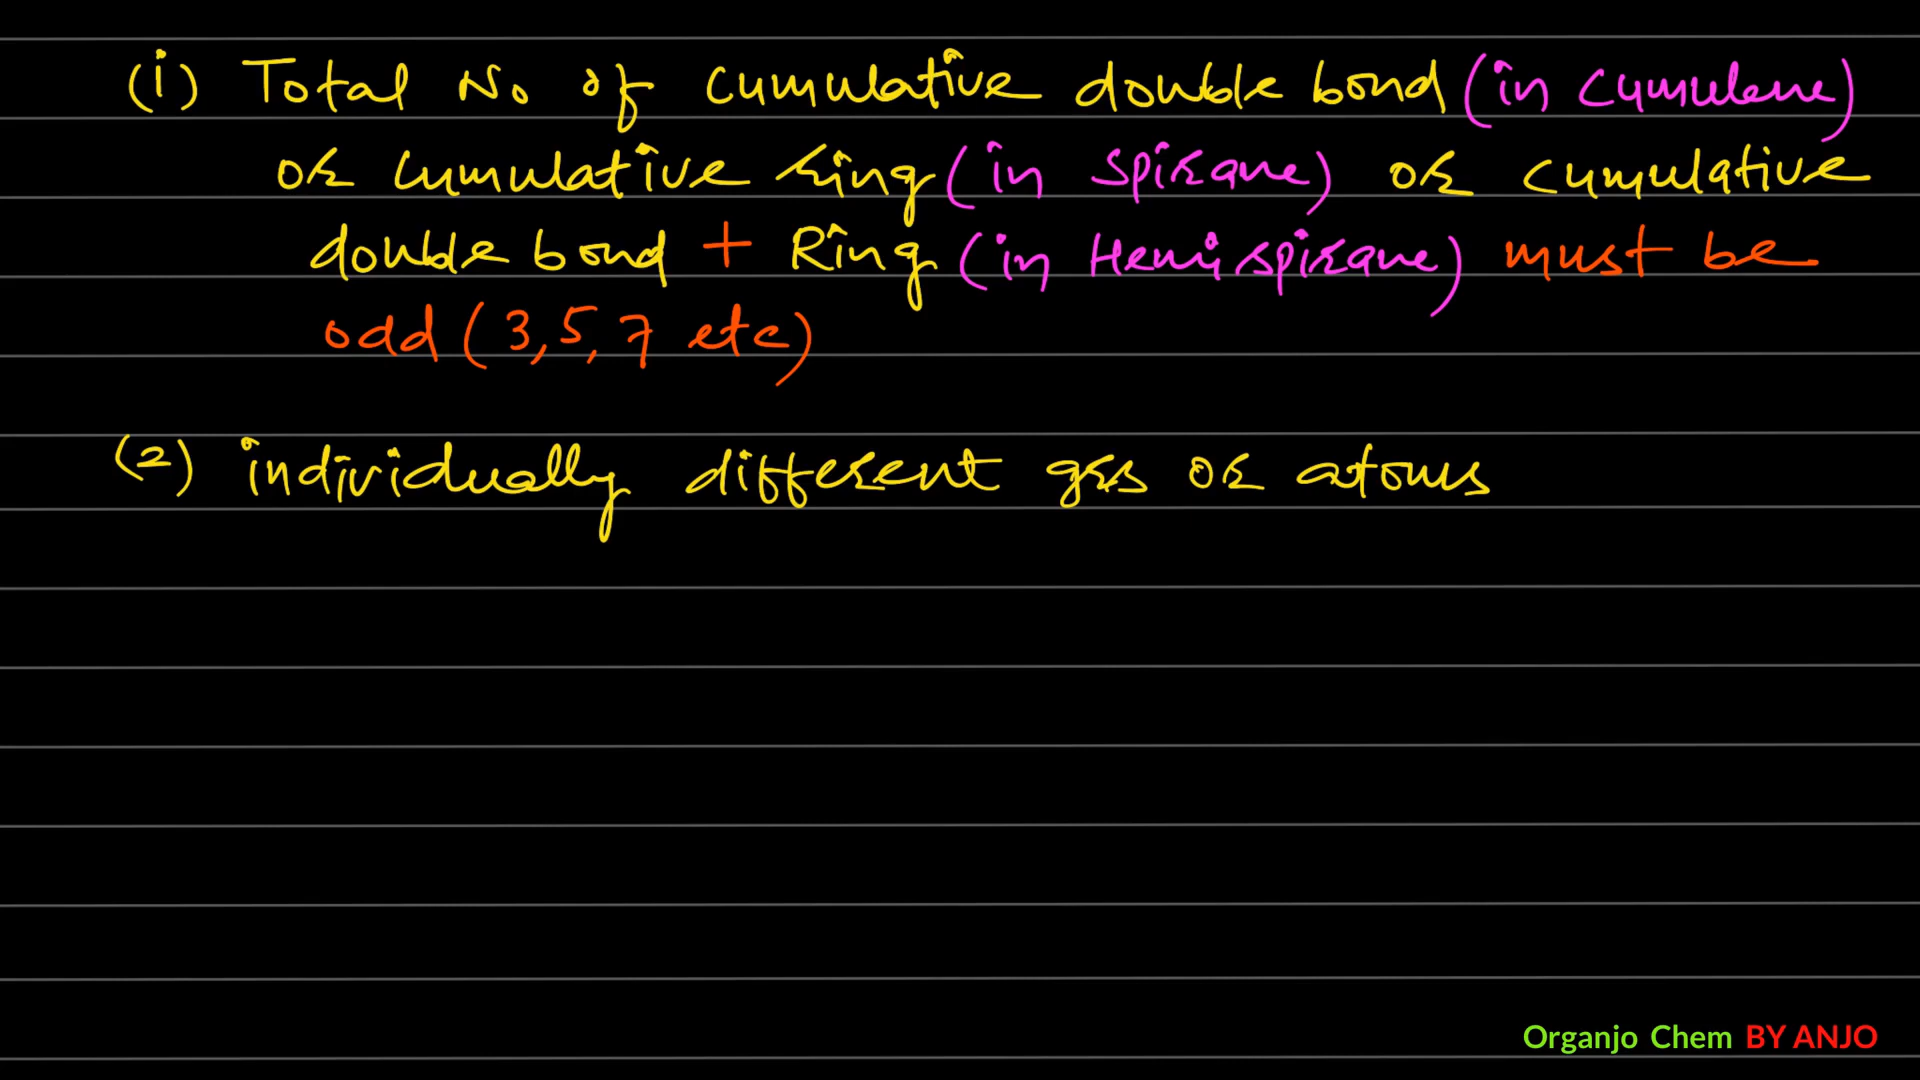 (i) Total No of cumulative double bond (in cumulene)
or cumulative ring (in spirane) or cumulative
double bond + Ring (in Hemispirane) must be
odd (3,5,7 etc)
(2) individually different grs or atoms
Organjo Chem BY ANJO